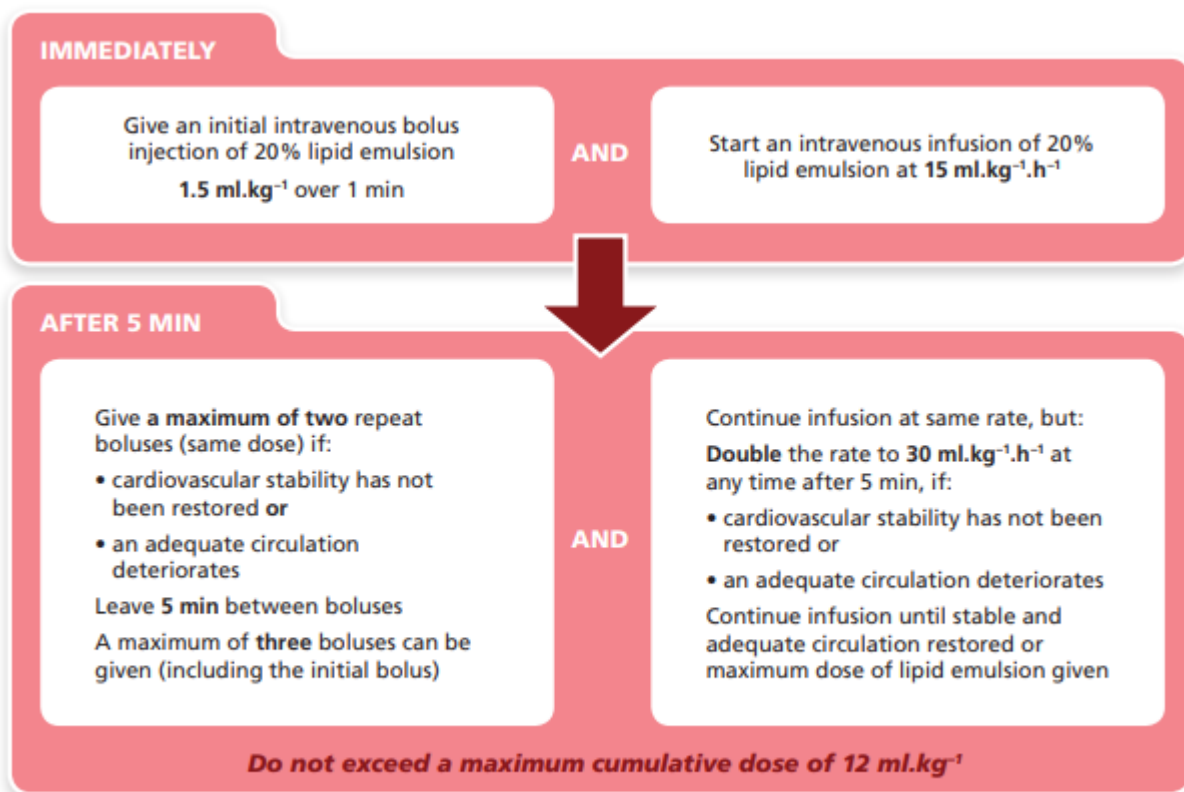 IMMEDIATELY
Give an initial intravenous bolus
injection of 20% lipid emulsion
1.5 ml.kg⁻¹ over 1 min
AND
Start an intravenous infusion of 20%
lipid emulsion at 15 ml.kg⁻¹.h⁻¹
AFTER 5 MIN
Give a maximum of two repeat
boluses (same dose) if:
• cardiovascular stability has not
been restored or
• an adequate circulation
deteriorates
Leave 5 min between boluses
A maximum of three boluses can be
given (including the initial bolus)
AND
Continue infusion at same rate, but:
Double the rate to 30 ml.kg⁻¹.h⁻¹ at
any time after 5 min, if:
• cardiovascular stability has not been
restored or
• an adequate circulation deteriorates
Continue infusion until stable and
adequate circulation restored or
maximum dose of lipid emulsion given
Do not exceed a maximum cumulative dose of 12 ml.kg⁻¹